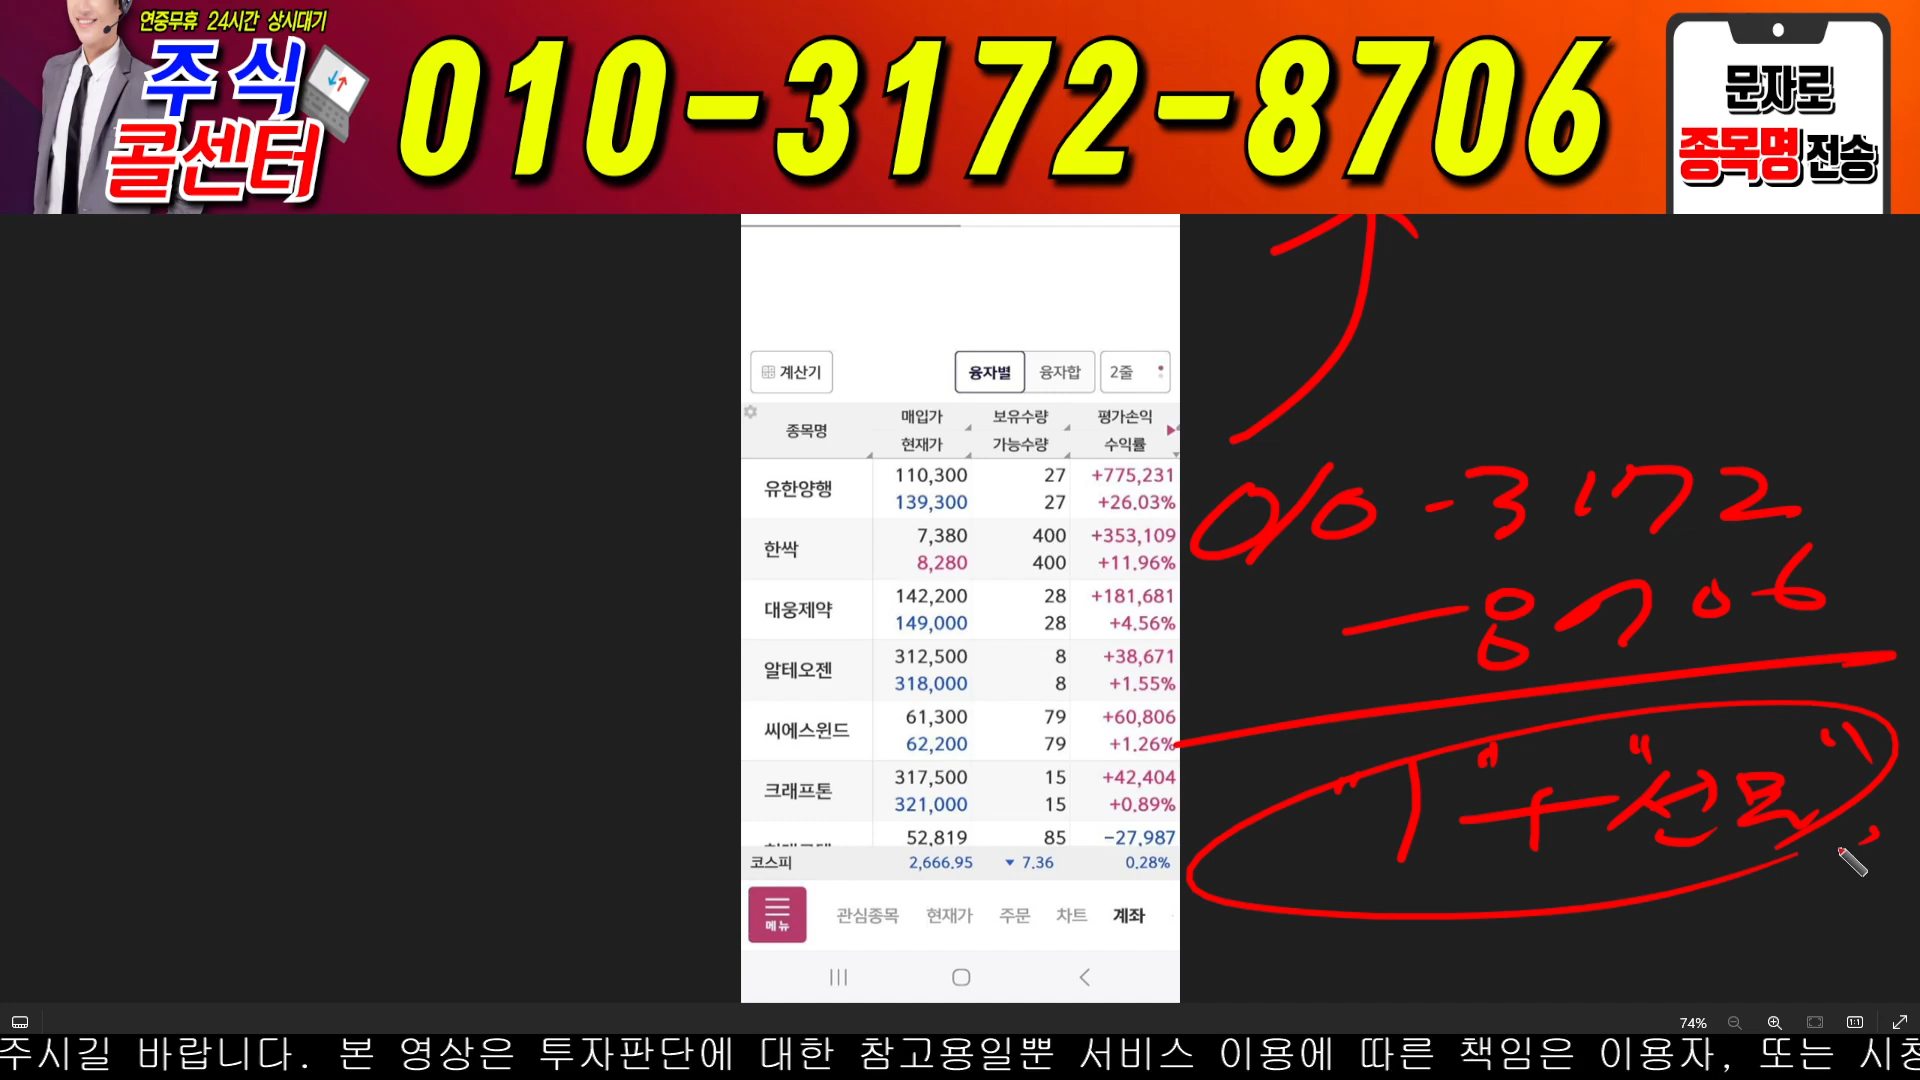 연중무휴 24시간 상시대기
주식
콜센터
010-3172-8706
문자로
종목명 전송
계산기
융자별
융자합
2줄
종목명
매입가
현재가
보유수량
가능수량
평가손익
수익률
유한양행
110,300 27 +775,231
139,300 27 +26.03%
한싹
7,380 400 +353,109
8,280 400 +11.96%
대웅제약
142,200 28 +181,681
149,000 28 +4.56%
알테오젠
312,500 8 +38,671
318,000 8 +1.55%
씨에스윈드
61,300 79 +60,806
62,200 79 +1.26%
크래프톤
317,500 15 +42,404
321,000 15 +0.89%
52,819 85 -27,987
코스피 2,666.95 ▼ 7.36 0.28%
메뉴
관심종목 현재가 주문 차트 계좌
010-3172
-8706
"1" + "선물"
74%
1:1
주시길 바랍니다. 본 영상은 투자판단에 대한 참고용일뿐 서비스 이용에 따른 책임은 이용자, 또는 시청